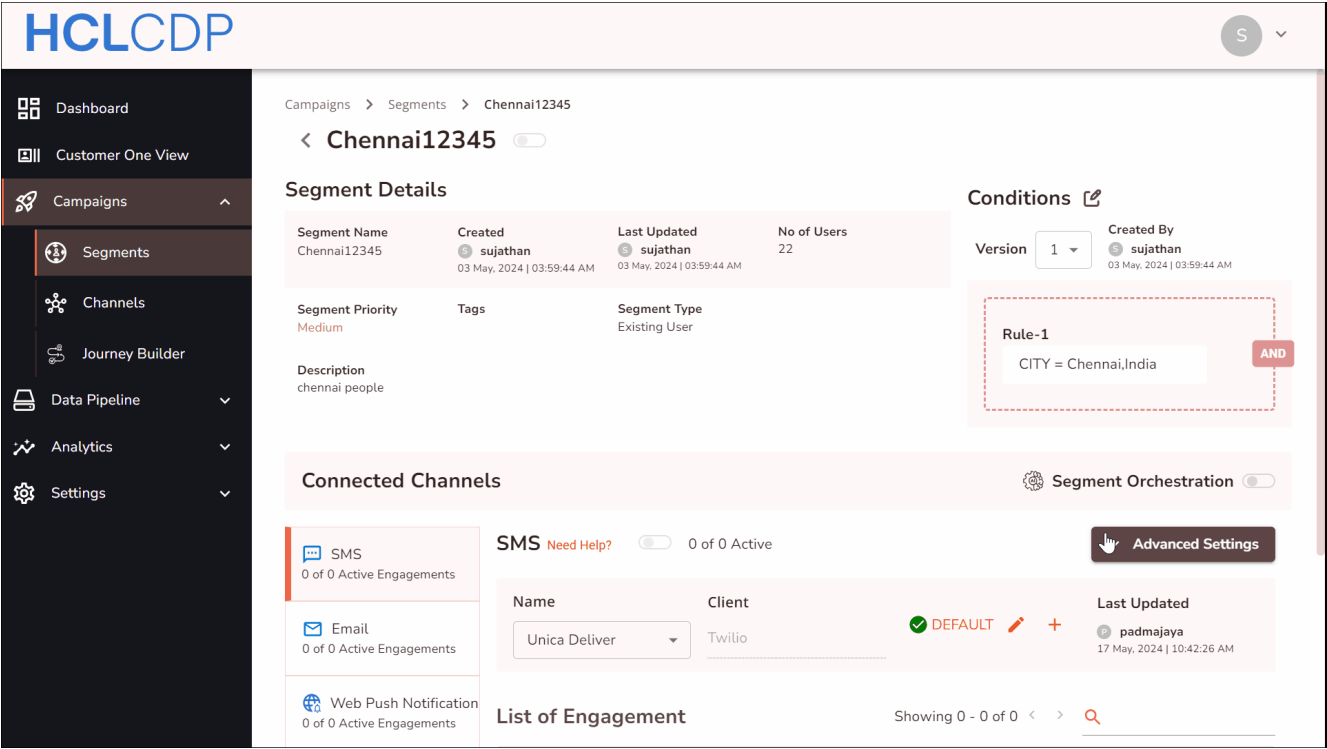 HCLCDP
S
Dashboard
Customer One View
Campaigns
Segments
Channels
Journey Builder
Data Pipeline
Analytics
Settings
Campaigns > Segments > Chennai12345
Chennai12345
Segment Details
Segment Name
Chennai12345
Created
S sujathan
03 May, 2024 | 03:59:44 AM
Last Updated
S sujathan
03 May, 2024 | 03:59:44 AM
No of Users
22
Segment Priority
Medium
Tags
Segment Type
Existing User
Description
chennai people
Conditions
Version 1
Created By
S sujathan
03 May, 2024 | 03:59:44 AM
Rule-1
CITY = Chennai,India
AND
Connected Channels
Segment Orchestration
SMS
0 of 0 Active Engagements
Email
0 of 0 Active Engagements
Web Push Notification
0 of 0 Active Engagements
SMS Need Help? 0 of 0 Active
Advanced Settings
Name
Unica Deliver
Client
Twilio
DEFAULT
Last Updated
P padmajaya
17 May, 2024 | 10:42:26 AM
List of Engagement
Showing 0 - 0 of 0